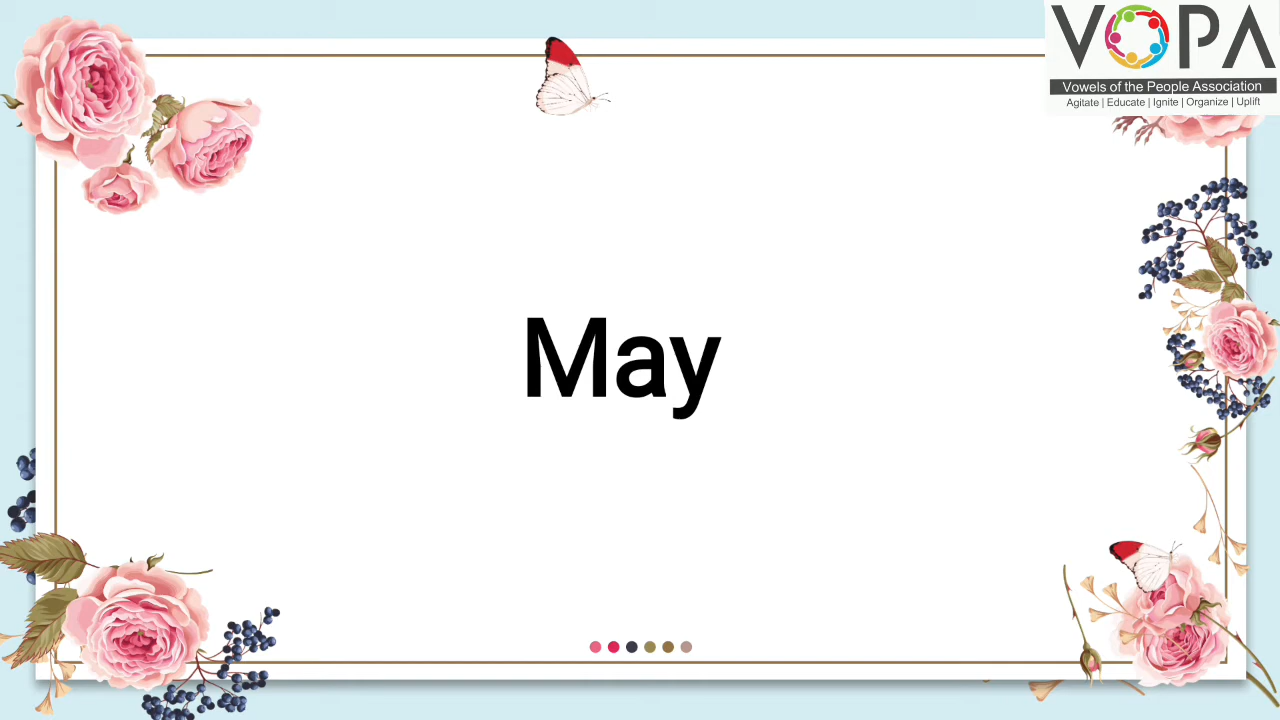 VOPA
Vowels of the People Association
Agitate | Educate | Ignite | Organize | Uplift
May